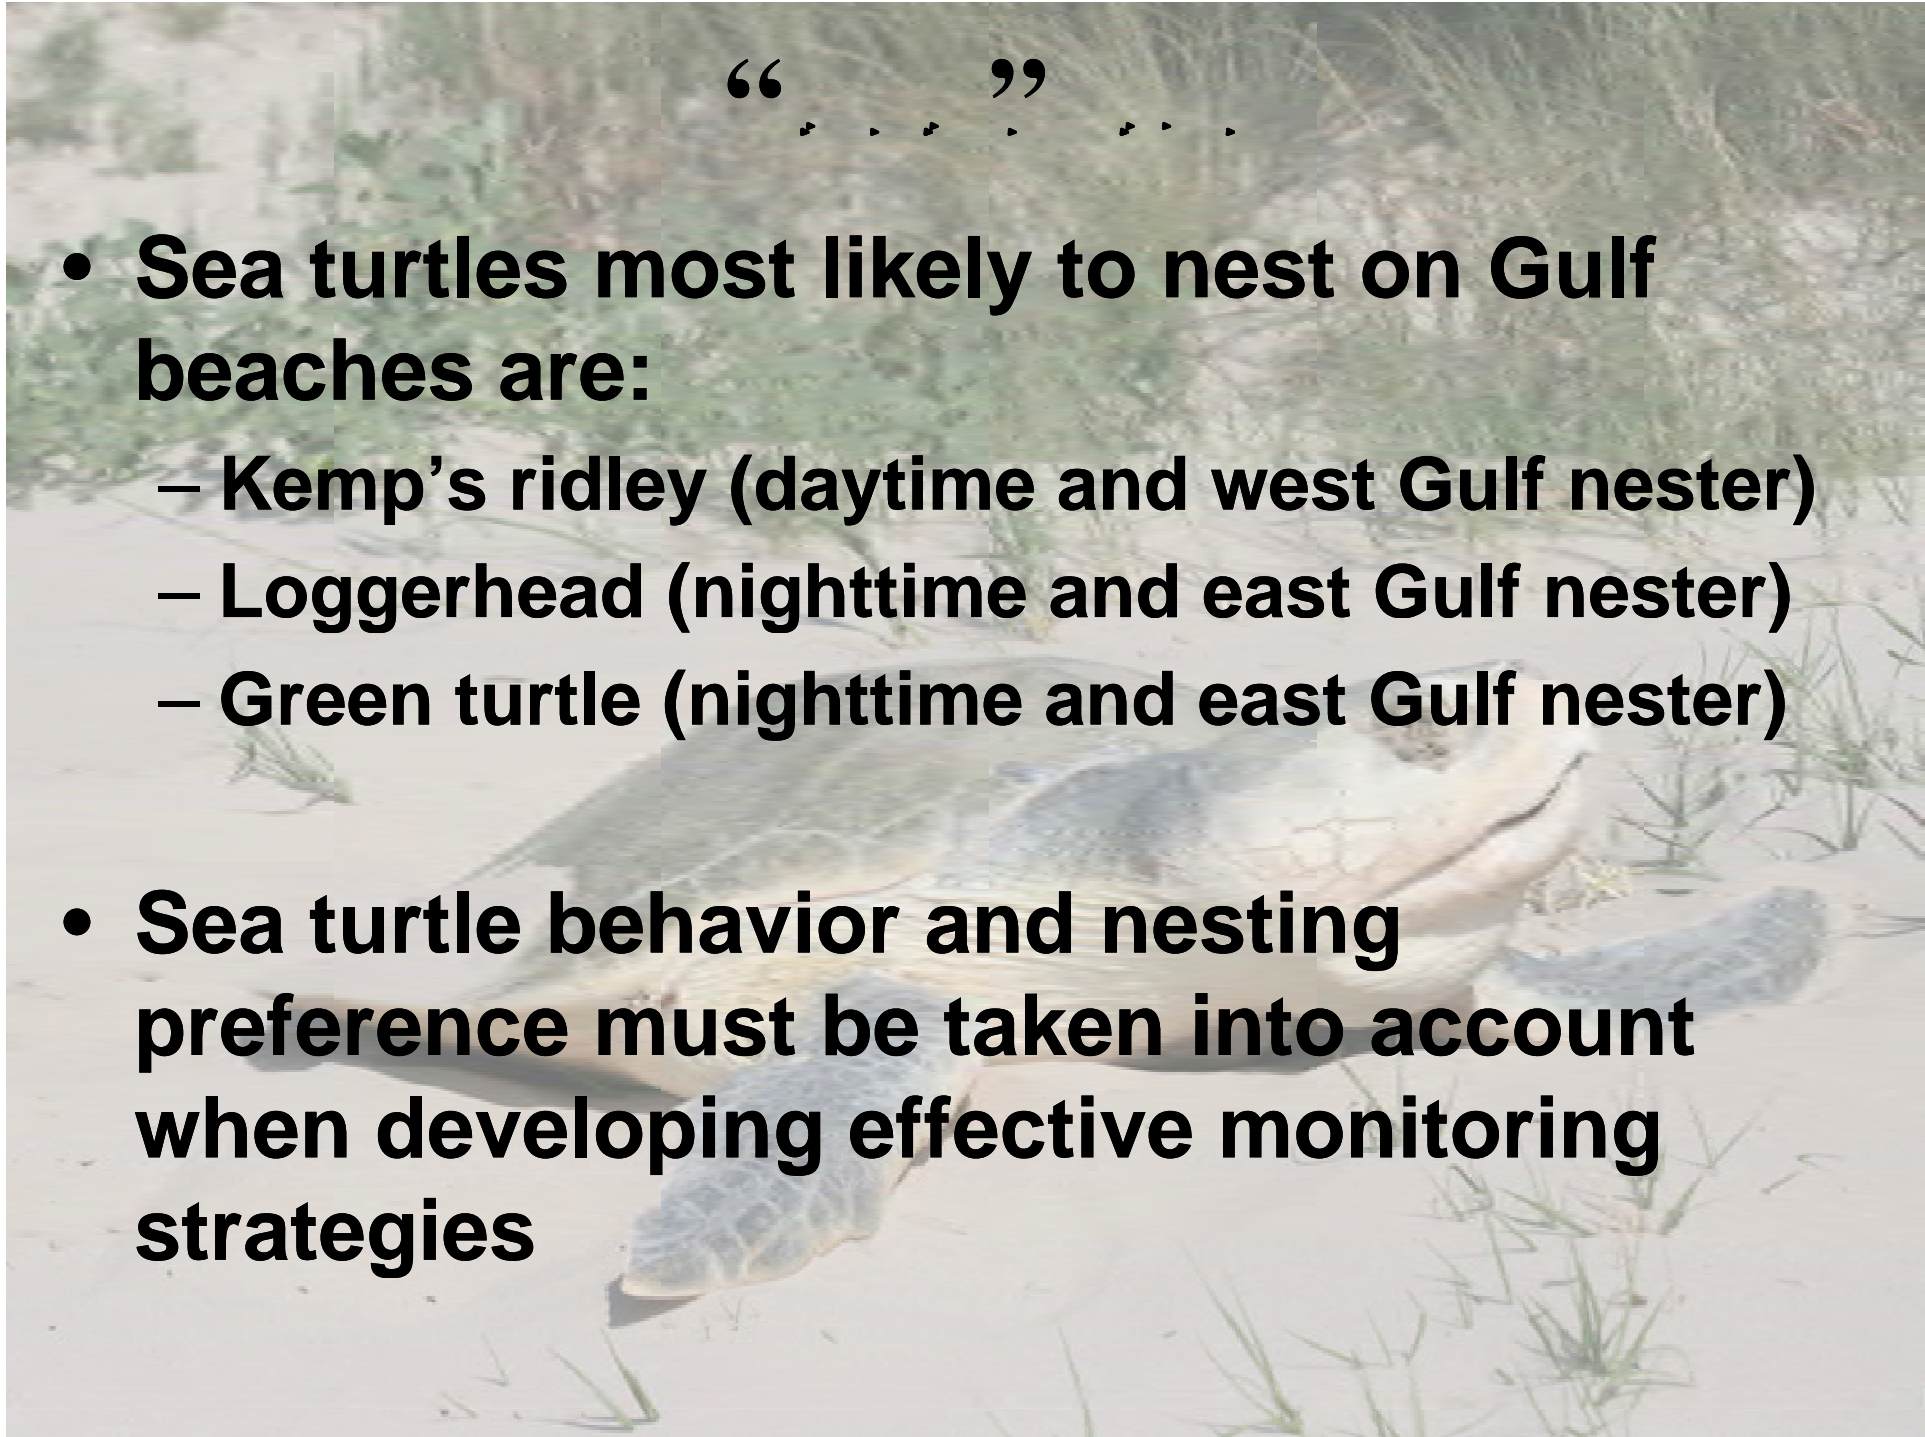 • Sea turtles most likely to nest on Gulf
beaches are:
– Kemp’s ridley (daytime and west Gulf nester)
– Loggerhead (nighttime and east Gulf nester)
– Green turtle (nighttime and east Gulf nester)
• Sea turtle behavior and nesting
preference must be taken into account
when developing effective monitoring
strategies